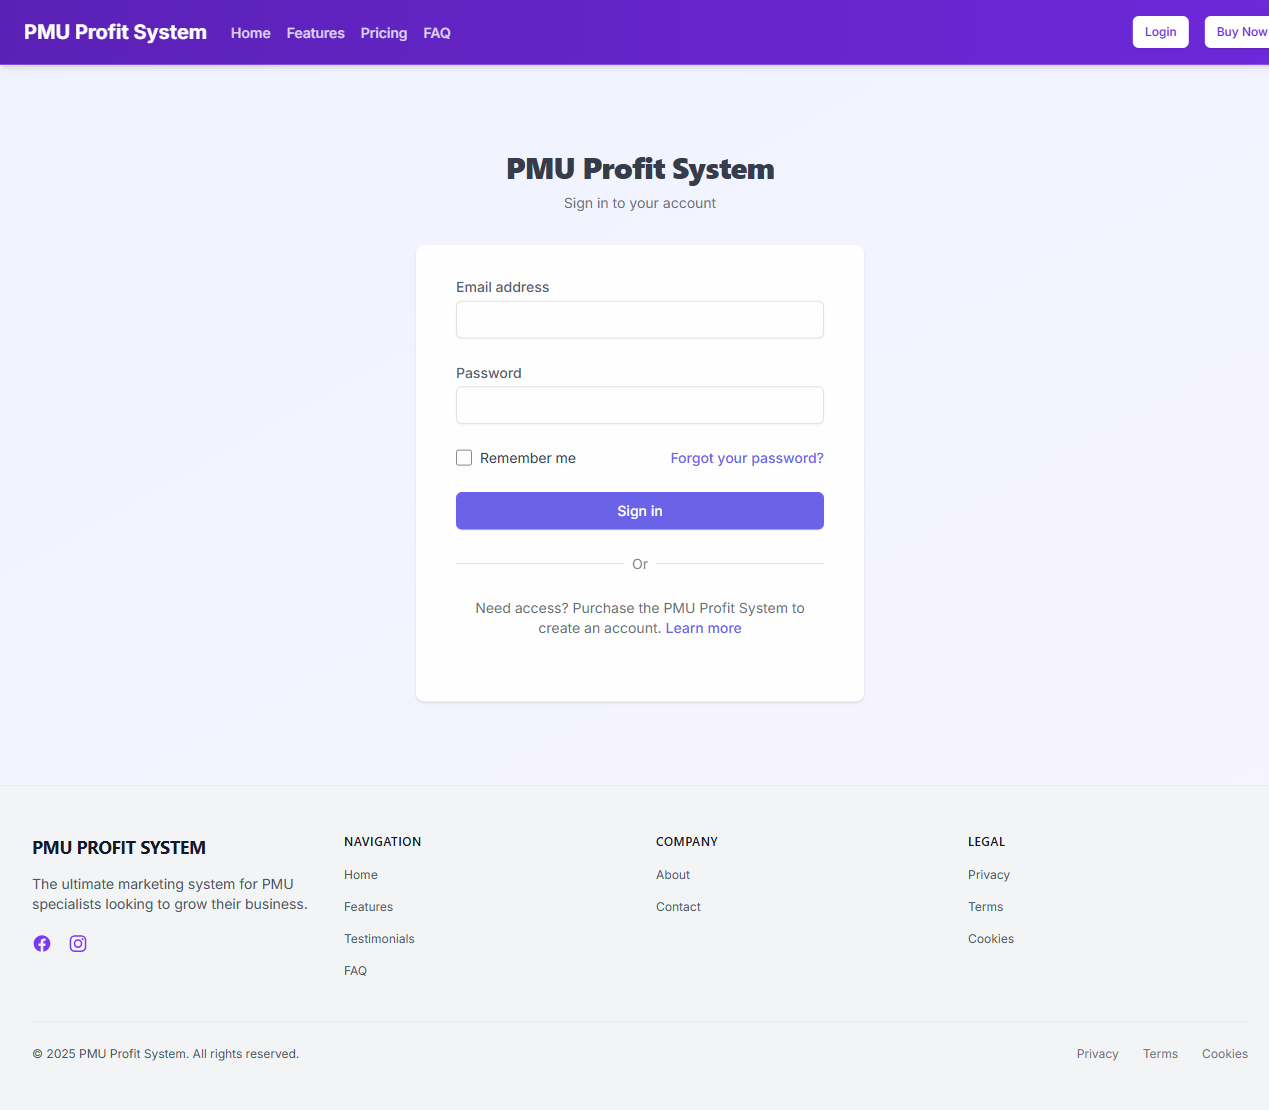 PMU Profit System
Home
Features
Pricing
FAQ
Login
Buy Now
PMU Profit System
Sign in to your account
Email address
Password
Remember me
Forgot your password?
Sign in
Or
Need access? Purchase the PMU Profit System to
create an account. Learn more
PMU PROFIT SYSTEM
The ultimate marketing system for PMU
specialists looking to grow their business.
NAVIGATION
Home
Features
Testimonials
FAQ
COMPANY
About
Contact
LEGAL
Privacy
Terms
Cookies
© 2025 PMU Profit System. All rights reserved.
Privacy
Terms
Cookies